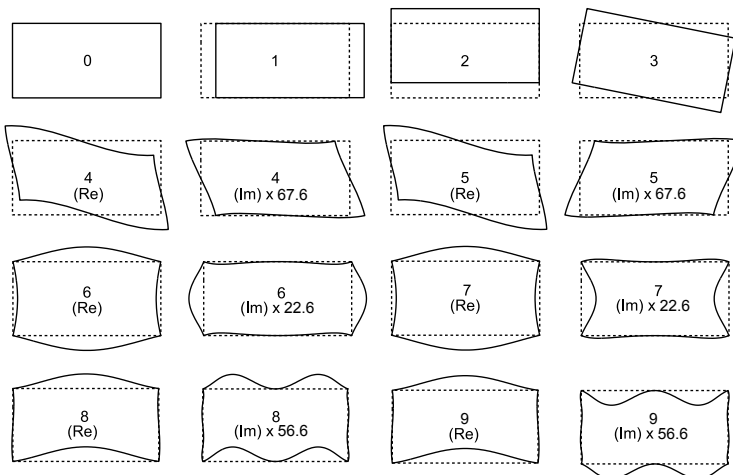 0
1
2
3
4
(Re)
4
(Im) x 67.6
5
(Re)
5
(Im) x 67.6
6
(Re)
6
(Im) x 22.6
7
(Re)
7
(Im) x 22.6
8
(Re)
8
(Im) x 56.6
9
(Re)
9
(Im) x 56.6